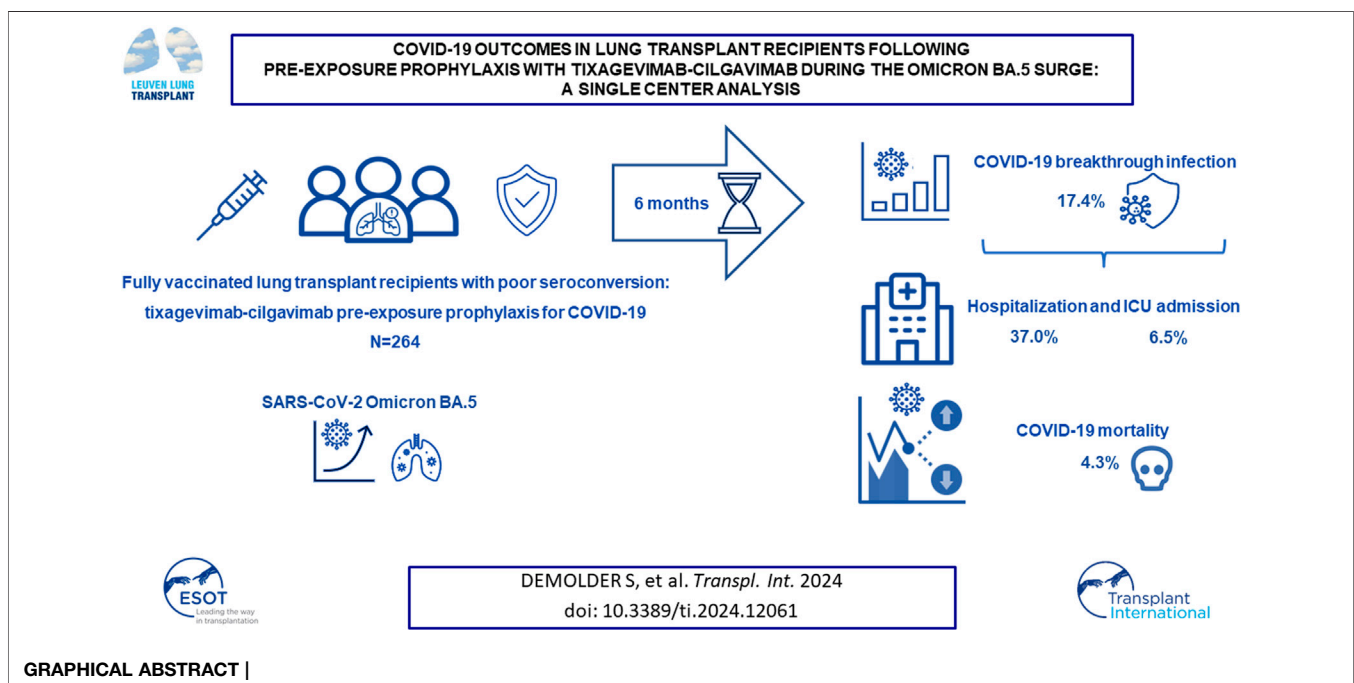 LEUVEN LUNG
TRANSPLANT
COVID-19 OUTCOMES IN LUNG TRANSPLANT RECIPIENTS FOLLOWING
PRE-EXPOSURE PROPHYLAXIS WITH TIXAGEVIMAB-CILGAVIMAB DURING THE OMICRON BA.5 SURGE:
A SINGLE CENTER ANALYSIS
6 months
Fully vaccinated lung transplant recipients with poor seroconversion:
tixagevimab-cilgavimab pre-exposure prophylaxis for COVID-19
N=264
SARS-CoV-2 Omicron BA.5
COVID-19 breakthrough infection
17.4%
Hospitalization and ICU admission
37.0% 6.5%
COVID-19 mortality
4.3%
ESOT
Leading the way
in transplantation
DEMOLDER S, et al. Transpl. Int. 2024
doi: 10.3389/ti.2024.12061
Transplant
International
GRAPHICAL ABSTRACT |